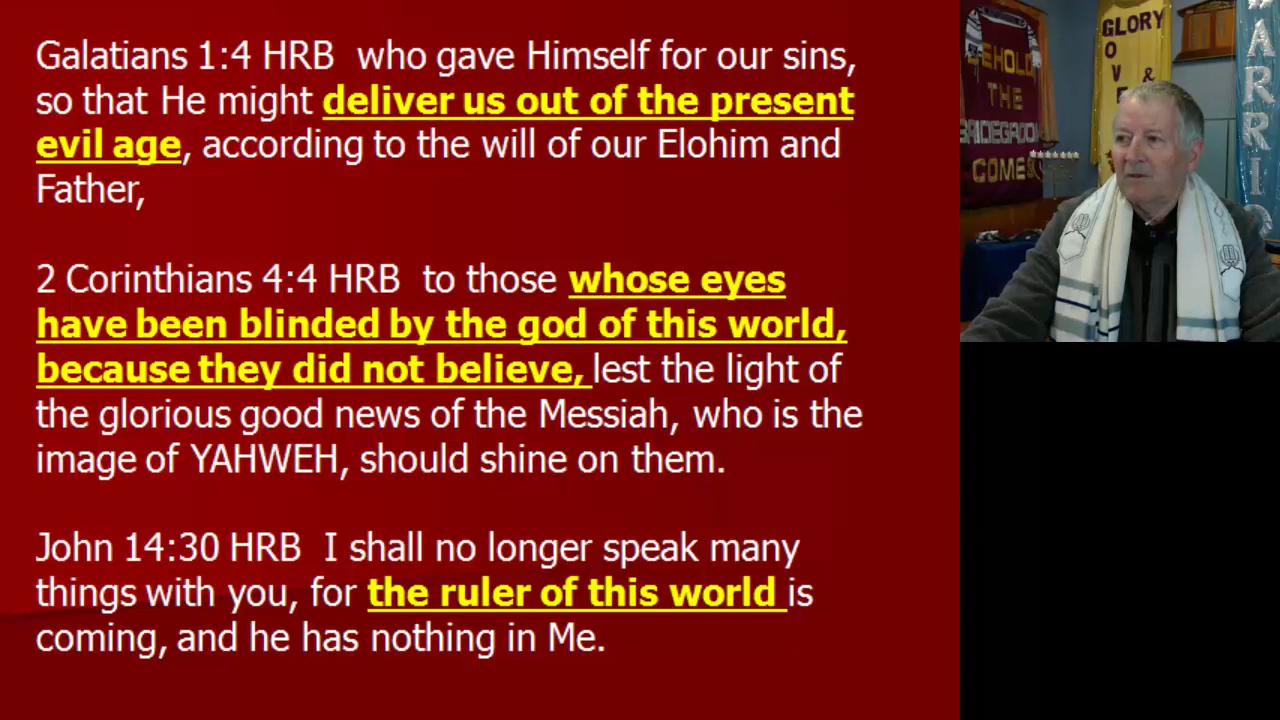 Galatians 1:4 HRB  who gave Himself for our sins,
so that He might deliver us out of the present
evil age, according to the will of our Elohim and
Father,
2 Corinthians 4:4 HRB  to those whose eyes
have been blinded by the god of this world,
because they did not believe, lest the light of
the glorious good news of the Messiah, who is the
image of YAHWEH, should shine on them.
John 14:30 HRB  I shall no longer speak many
things with you, for the ruler of this world is
coming, and he has nothing in Me.
THE
COMES
GLORY
&